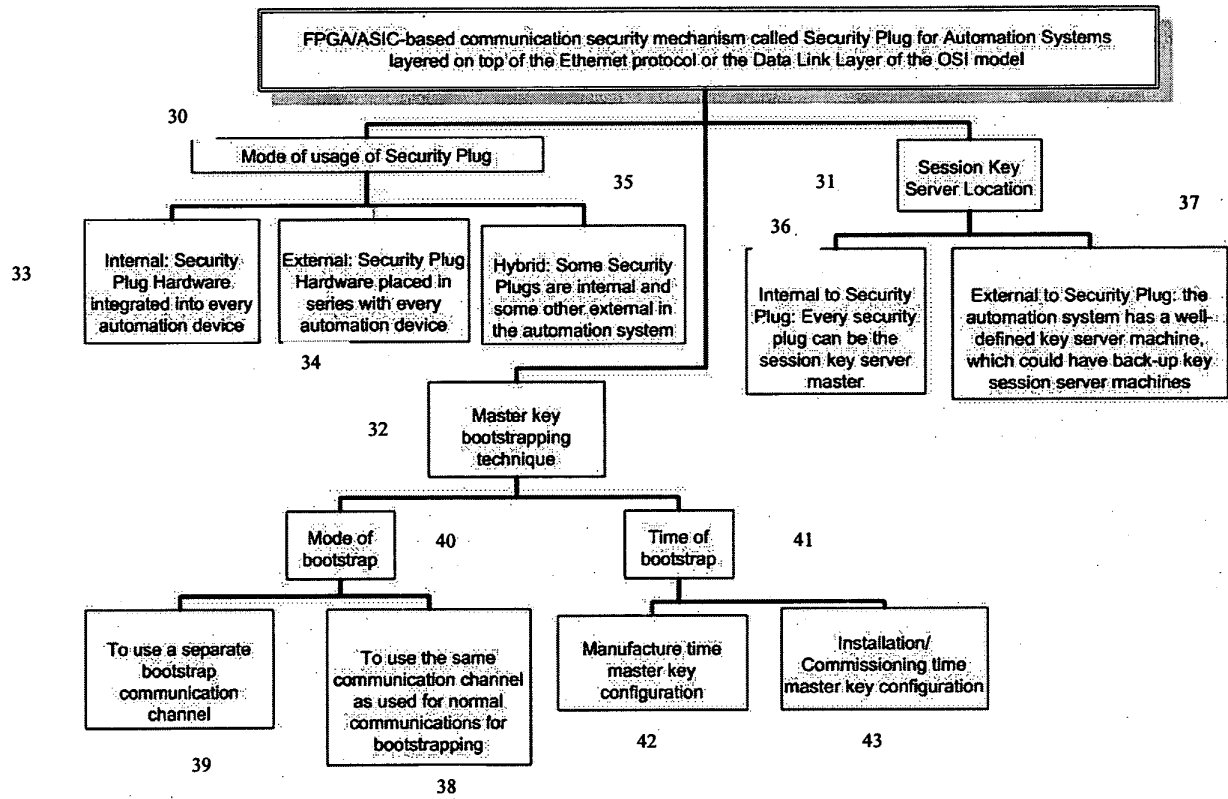 FPGA/ASIC-based communication security mechanism called Security Plug for Automation Systems
layered on top of the Ethernet protocol or the Data Link Layer of the OSI model
30
Mode of usage of Security Plug
35
31
Session Key
Server Location
37
36
33
Internal: Security
Plug Hardware
integrated into every
automation device
External: Security Plug
Hardware placed in
series with every
automation device
Hybrid: Some Security
Plugs are internal and
some other external in
the automation system
34
Internal to Security
Plug: Every security
plug can be the
session key server
master
External to Security Plug: the
automation system has a well-
defined key server machine,
which could have back-up key
session server machines
32
Master key
bootstrapping
technique
Mode of
bootstrap
40
Time of
bootstrap
41
To use a separate
bootstrap
communication
channel
To use the same
communication channel
as used for normal
communications for
bootstrapping
Manufacture time
master key
configuration
Installation/
Commissioning time
master key configuration
39
38
42
43